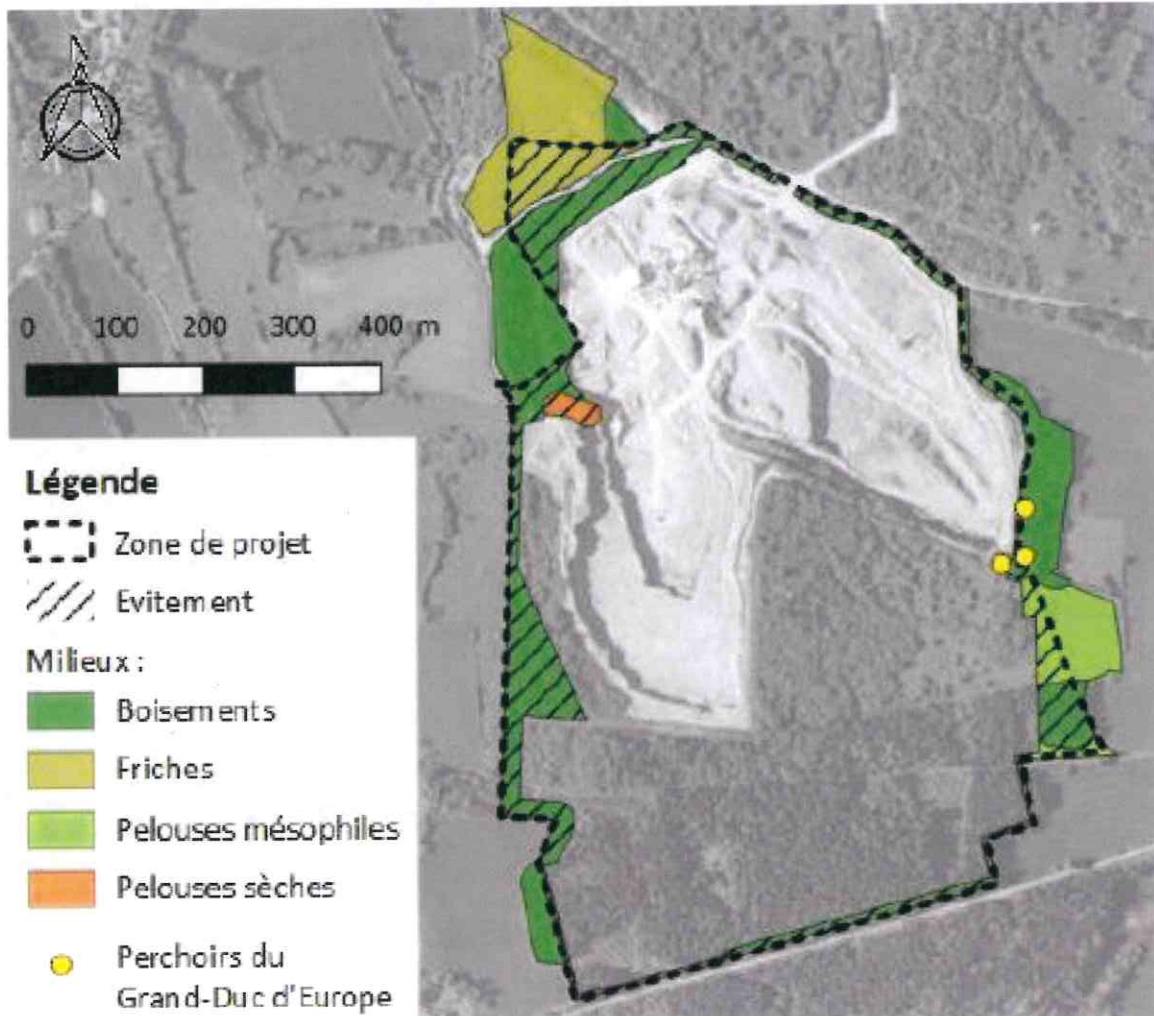 0 100 200 300 400 m
Légende
Zone de projet
Evitement
Milieux :
Boisements
Friches
Pelouses mésophiles
Pelouses sèches
Perchoirs du
Grand-Duc d'Europe